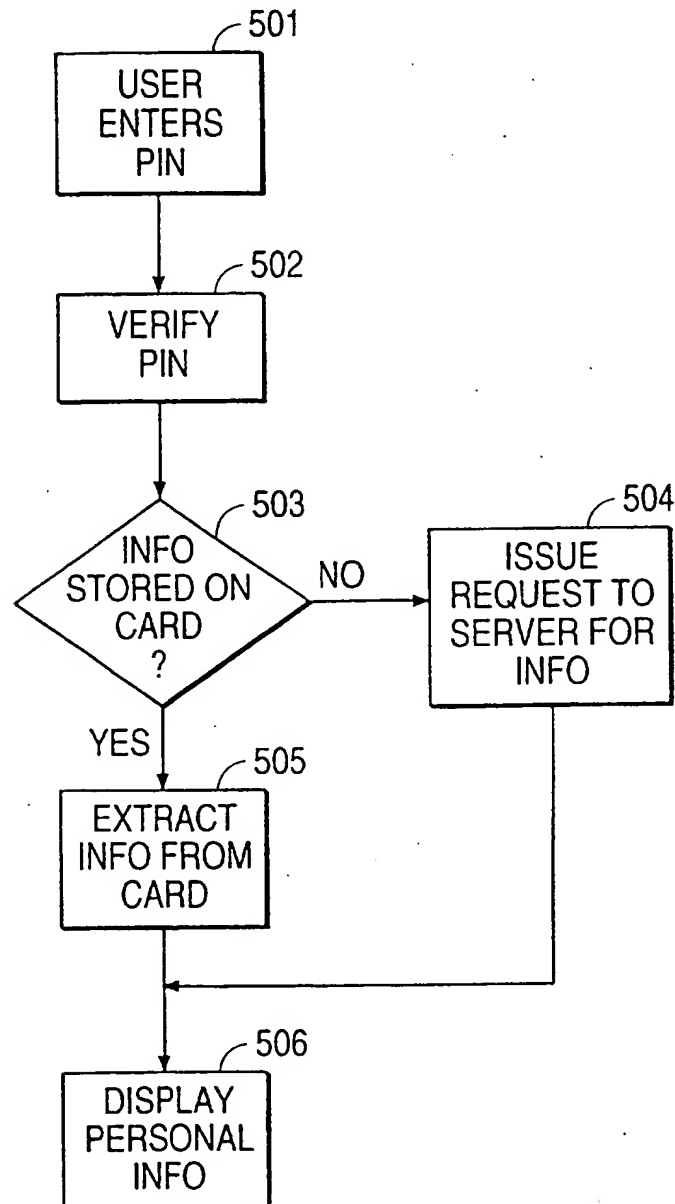 501
USER
ENTERS
PIN
502
VERIFY
PIN
503
INFO
STORED ON
CARD
?
NO
504
ISSUE
REQUEST TO
SERVER FOR
INFO
YES
505
EXTRACT
INFO FROM
CARD
506
DISPLAY
PERSONAL
INFO